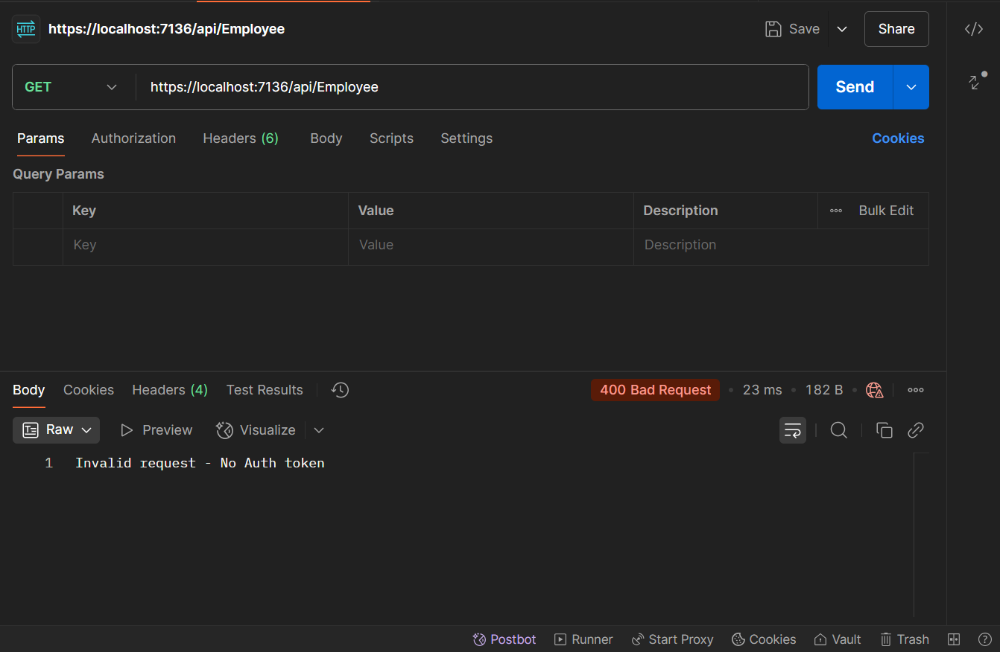 HTTP https://localhost:7136/api/Employee Save Share
GET https://localhost:7136/api/Employee Send
Params Authorization Headers (6) Body Scripts Settings Cookies
Query Params
Key Value Description Bulk Edit
Key Value Description
Body Cookies Headers (4) Test Results 400 Bad Request • 23 ms • 182 B •
Raw Preview Visualize
1 Invalid request - No Auth token
Postbot Runner Start Proxy Cookies Vault Trash